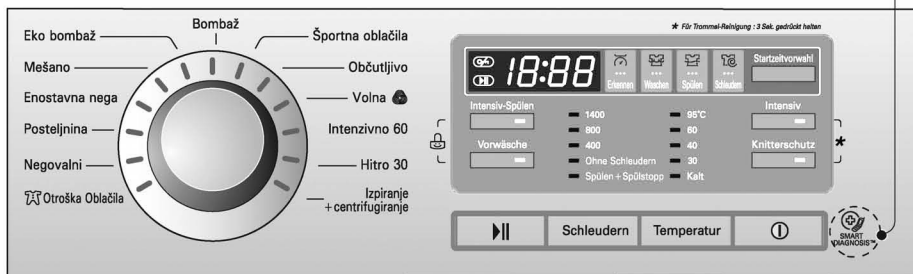 Bombaž
Eko bombaž
Mešano
Enostavna nega
Posteljnina
Negovalni
Otroška Oblačila
Športna oblačila
Občutljivo
Volna
Intenzivno 60
Hitro 30
Izpiranje
+centrifugiranje
* Für Trommel-Reinigung : 3 Sek. gedrückt halten
18:88
Erkennen
Waschen
Spülen
Schleudern
Startzeitvorwahl
Intensiv-Spülen
Vorwäsche
1400
800
400
Ohne Schleudern
Spülen+Spülstopp
95°C
60
40
30
Kalt
Intensiv
Knitterschutz
*
Schleudern
Temperatur
SMART
DIAGNOSIS™